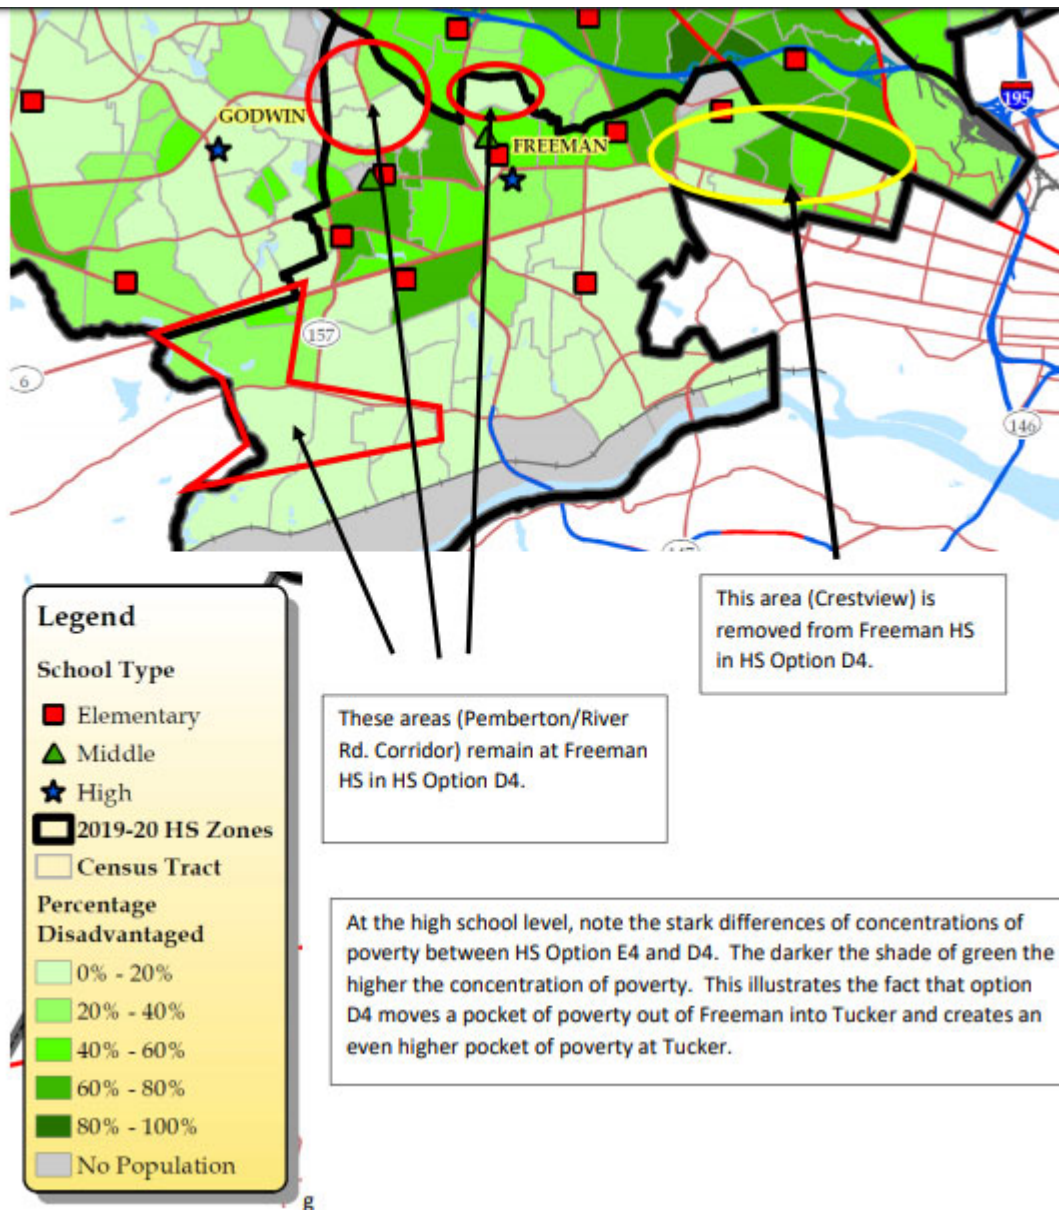 195
GODWIN
FREEMAN
157
6
146
This area (Crestview) is
removed from Freeman HS
in HS Option D4.
Legend
School Type
Elementary
Middle
High
2019-20 HS Zones
Census Tract
Percentage
Disadvantaged
0% - 20%
20% - 40%
40% - 60%
60% - 80%
80% - 100%
No Population
These areas (Pemberton/River
Rd. Corridor) remain at Freeman
HS in HS Option D4.
At the high school level, note the stark differences of concentrations of
poverty between HS Option E4 and D4.  The darker the shade of green the
higher the concentration of poverty.  This illustrates the fact that option
D4 moves a pocket of poverty out of Freeman into Tucker and creates an
even higher pocket of poverty at Tucker.
g